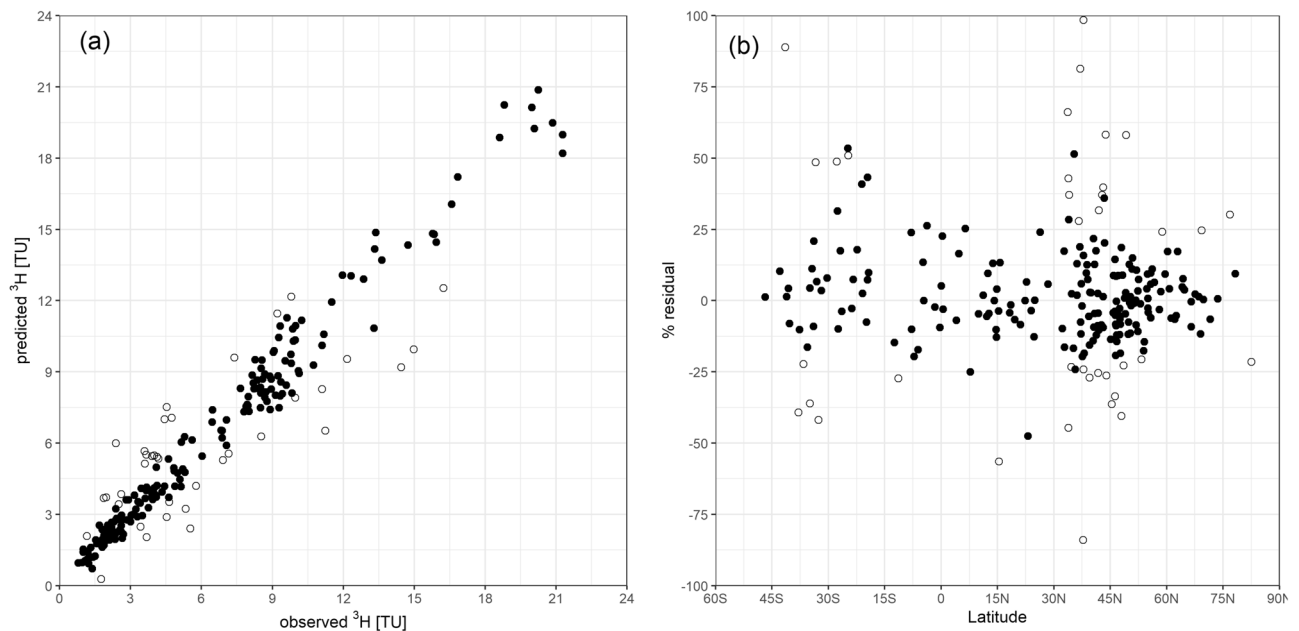 (a)
predicted ³H [TU]
24
21
18
15
12
9
6
3
0
0 3 6 9 12 15 18 21 24
observed ³H [TU]
(b)
% residual
100
75
50
25
0
-25
-50
-75
-100
60S 45S 30S 15S 0 15N 30N 45N 60N 75N 90N
Latitude